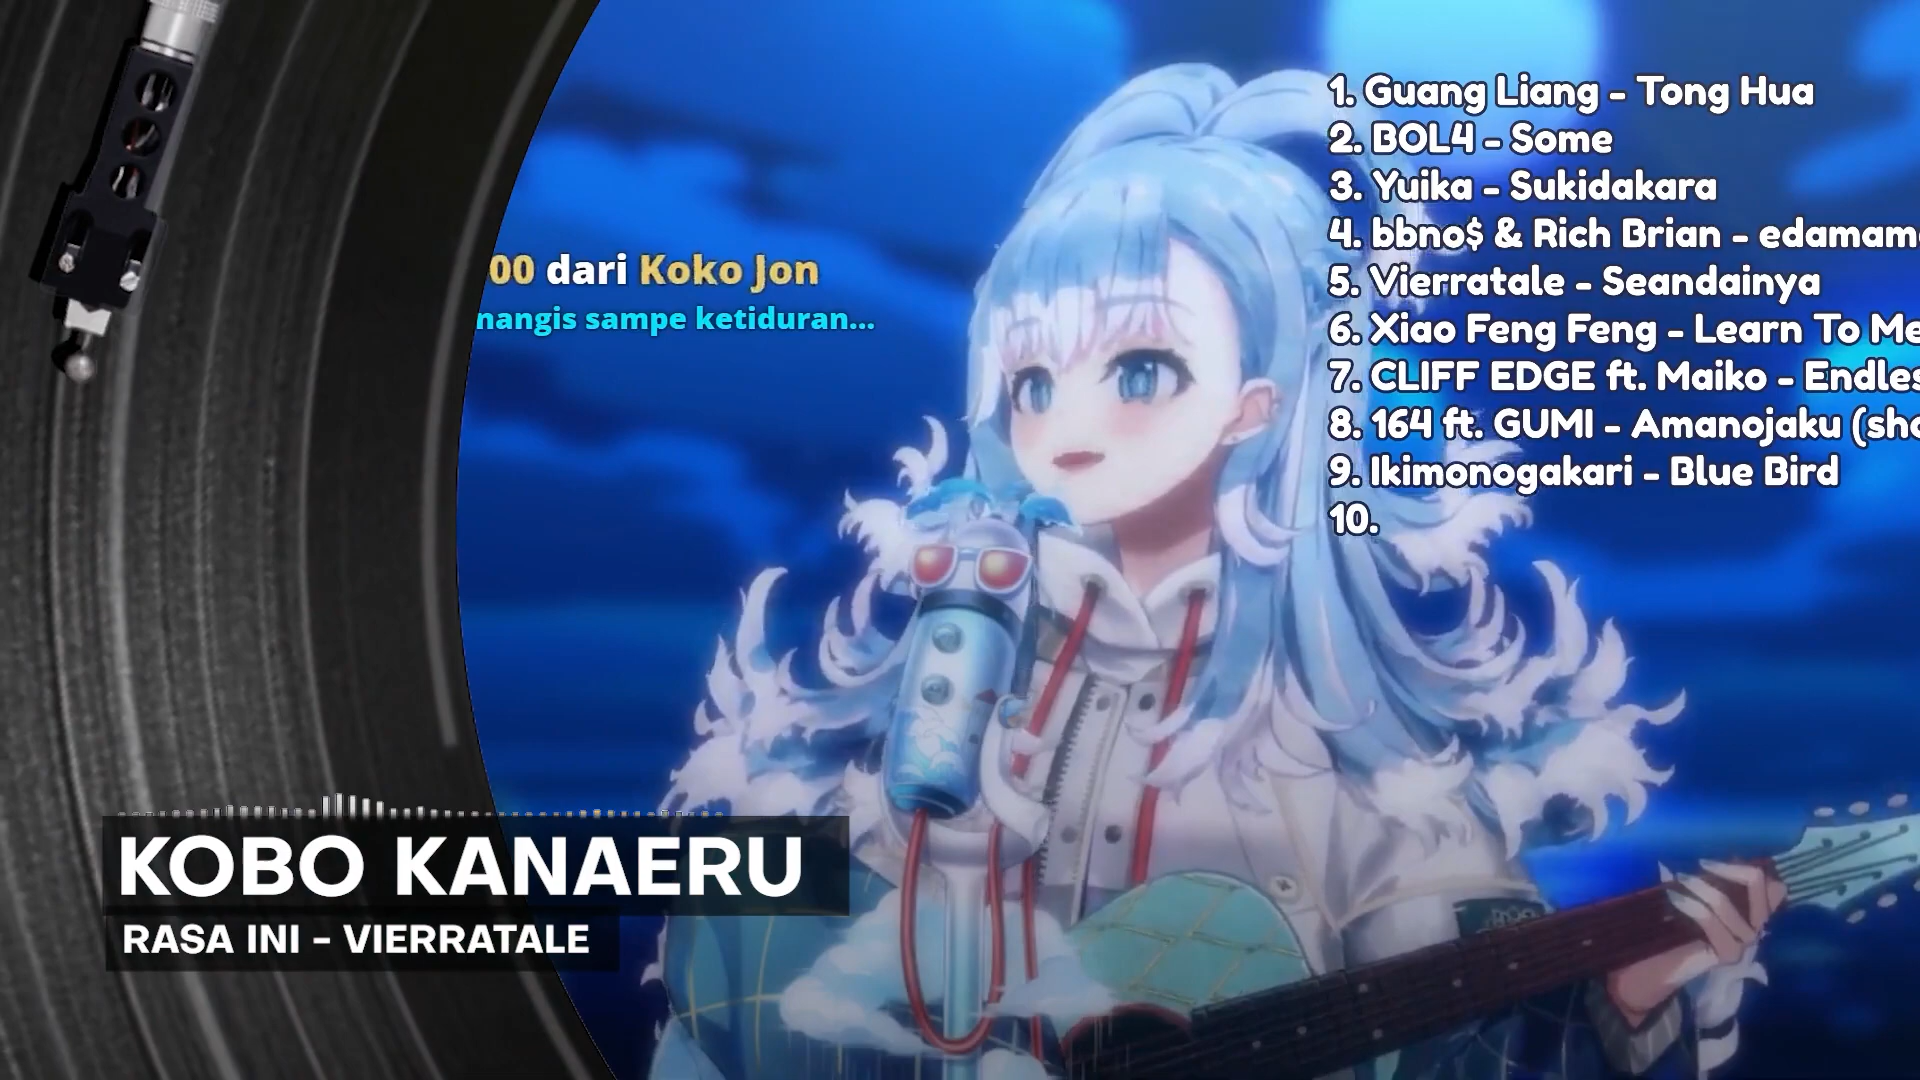 1. Guang Liang - Tong Hua
2. BOL4 - Some
3. Yuika - Sukidakara
4. bbno$ & Rich Brian - edamam
5. Vierratale - Seandainya
6. Xiao Feng Feng - Learn To Me
7. CLIFF EDGE ft. Maiko - Endles
8. 164 ft. GUMI - Amanojaku (sho
9. Ikimonogakari - Blue Bird
10.
00 dari Koko Jon
nangis sampe ketiduran...
KOBO KANAERU
RASA INI - VIERRATALE